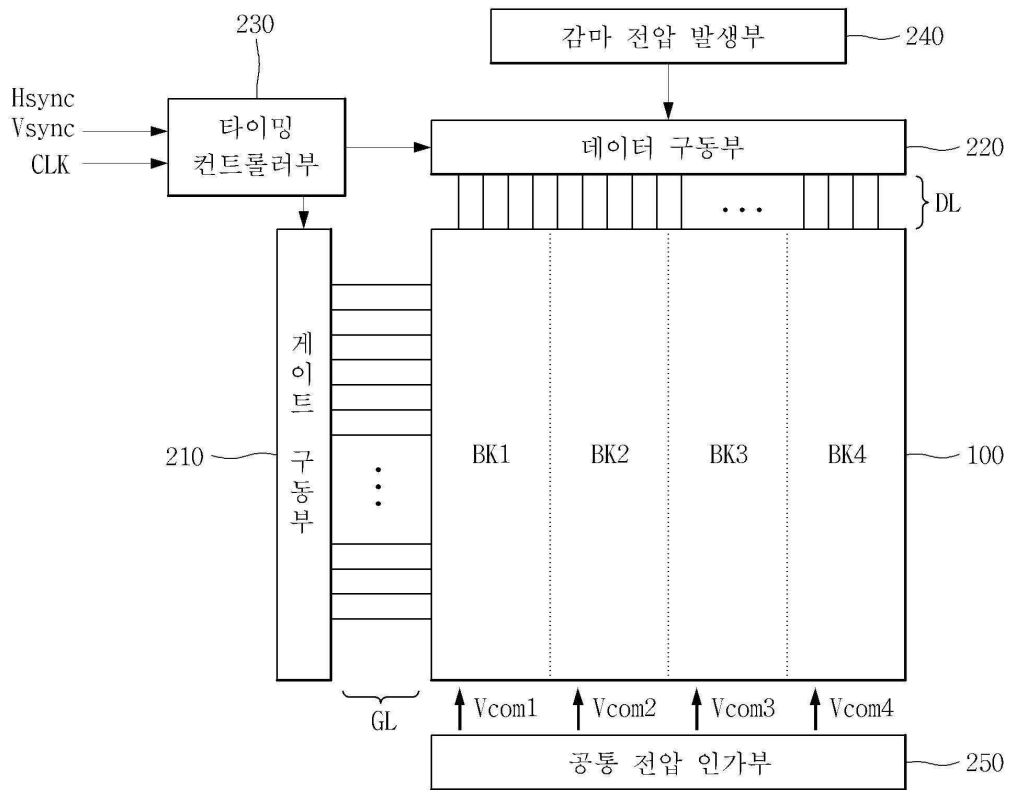 230
감마 전압 발생부
240
Hsync
Vsync
CLK
타이밍
컨트롤러부
데이터 구동부
220
DL
...
게이트 구동부
210
BK1
BK2
BK3
BK4
100
GL
Vcom1
Vcom2
Vcom3
Vcom4
공통 전압 인가부
250